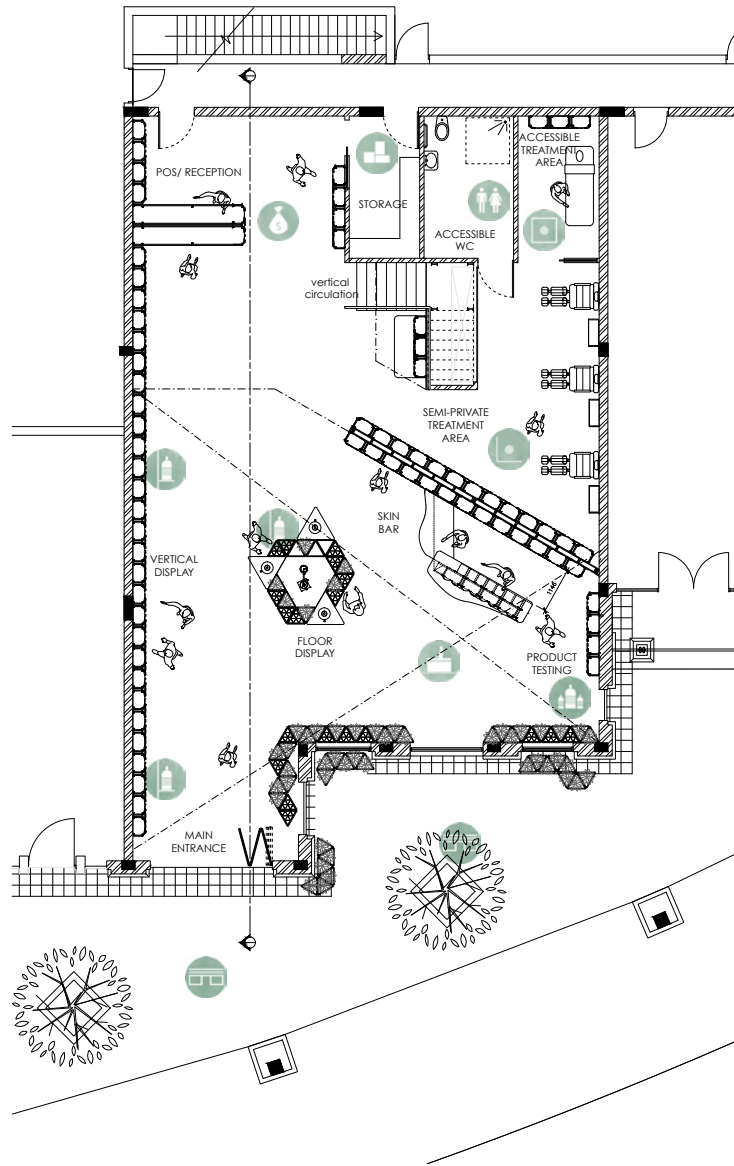 ACCESSIBLE
TREATMENT
AREA
POS/ RECEPTION
STORAGE
ACCESSIBLE
WC
$
vertical
circulation
SEMI-PRIVATE
TREATMENT
AREA
SKIN
BAR
VERTICAL
DISPLAY
FLOOR
DISPLAY
PRODUCT
TESTING
MAIN
ENTRANCE